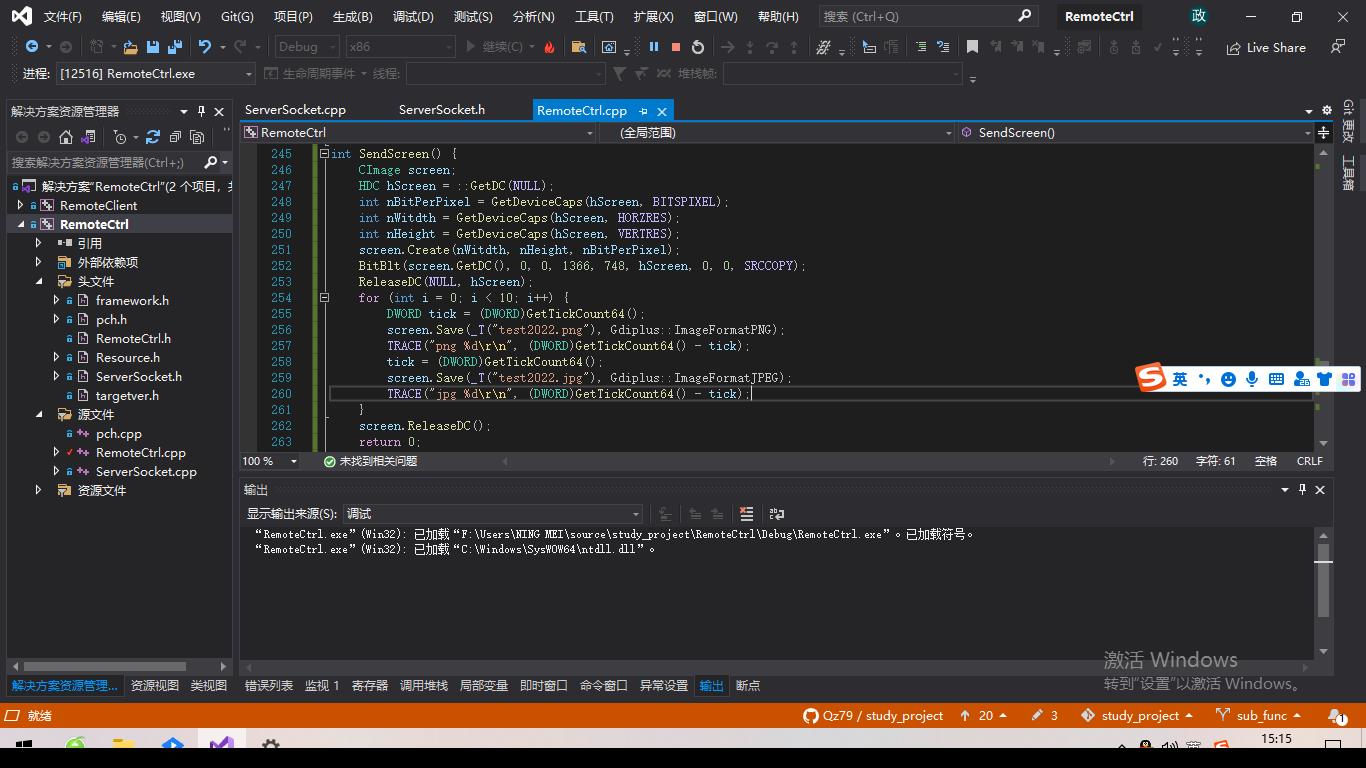 文件(F) 编辑(E) 视图(V) Git(G) 项目(P) 生成(B) 调试(D) 测试(S) 分析(N) 工具(T) 扩展(X) 窗口(W) 帮助(H) 搜索 (Ctrl+Q) RemoteCtrl 政
Debug x86 继续(C) Live Share
进程: [12516] RemoteCtrl.exe 生命周期事件 线程: 堆栈帧:
解决方案资源管理器
搜索解决方案资源管理器(Ctrl+;)
解决方案"RemoteCtrl"(2 个项目,
RemoteClient
RemoteCtrl
引用
外部依赖项
头文件
framework.h
pch.h
RemoteCtrl.h
Resource.h
ServerSocket.h
targetver.h
源文件
pch.cpp
RemoteCtrl.cpp
ServerSocket.cpp
资源文件
解决方案资源管理... 资源视图 类视图
ServerSocket.cpp ServerSocket.h RemoteCtrl.cpp
RemoteCtrl (全局范围) SendScreen()
245 int SendScreen() {
246 CImage screen;
247 HDC hScreen = ::GetDC(NULL);
248 int nBitPerPixel = GetDeviceCaps(hScreen, BITSPIXEL);
249 int nWitdth = GetDeviceCaps(hScreen, HORZRES);
250 int nHeight = GetDeviceCaps(hScreen, VERTRES);
251 screen.Create(nWitdth, nHeight, nBitPerPixel);
252 BitBlt(screen.GetDC(), 0, 0, 1366, 748, hScreen, 0, 0, SRCCOPY);
253 ReleaseDC(NULL, hScreen);
254 for (int i = 0; i < 10; i++) {
255 DWORD tick = (DWORD)GetTickCount64();
256 screen.Save(_T("test2022.png"), Gdiplus::ImageFormatPNG);
257 TRACE("png %d\r\n", (DWORD)GetTickCount64() - tick);
258 tick = (DWORD)GetTickCount64();
259 screen.Save(_T("test2022.jpg"), Gdiplus::ImageFormatJPEG);
260 TRACE("jpg %d\r\n", (DWORD)GetTickCount64() - tick);
261 }
262 screen.ReleaseDC();
263 return 0;
100 % 未找到相关问题 行: 260 字符: 61 空格 CRLF
Git 更改
工具箱
英
输出
显示输出来源(S): 调试
“RemoteCtrl.exe”(Win32): 已加载“F:\Users\NING MEI\source\study_project\RemoteCtrl\Debug\RemoteCtrl.exe”。已加载符号。
“RemoteCtrl.exe”(Win32): 已加载“C:\Windows\SysWOW64\ntdll.dll”。
激活 Windows
转到"设置"以激活 Windows。
错误列表 监视 1 寄存器 调用堆栈 局部变量 即时窗口 命令窗口 异常设置 输出 断点
就绪 Qz79 / study_project 20 3 study_project sub_func 1
15:15